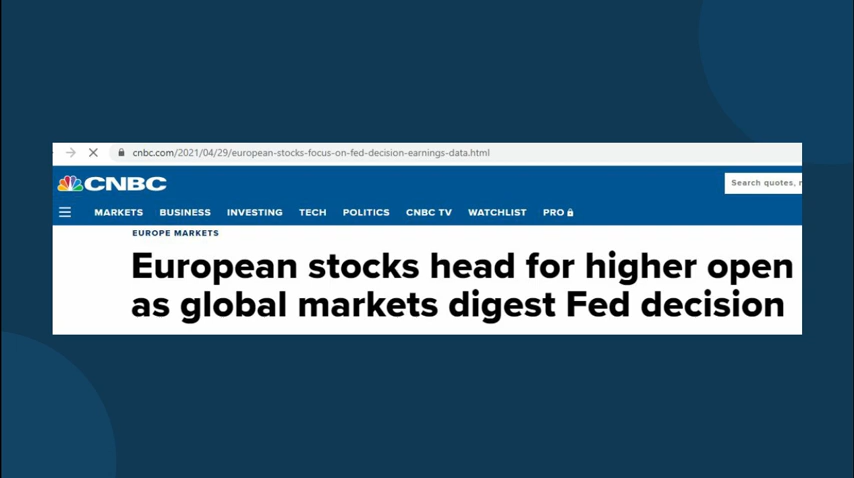 cnbc.com/2021/04/29/european-stocks-focus-on-fed-decision-earnings-data.html
CNBC
Search quotes,
MARKETS BUSINESS INVESTING TECH POLITICS CNBC TV WATCHLIST PRO
EUROPE MARKETS
European stocks head for higher open
as global markets digest Fed decision